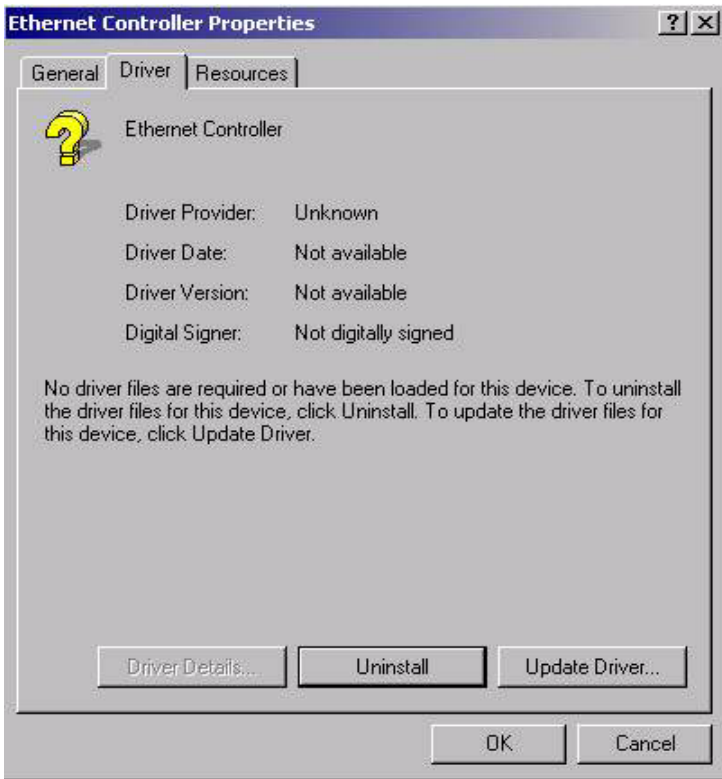 Ethernet Controller Properties
General Driver Resources
Ethernet Controller
Driver Provider: Unknown
Driver Date: Not available
Driver Version: Not available
Digital Signer: Not digitally signed
No driver files are required or have been loaded for this device. To uninstall
the driver files for this device, click Uninstall. To update the driver files for
this device, click Update Driver.
Driver Details... Uninstall Update Driver...
OK Cancel